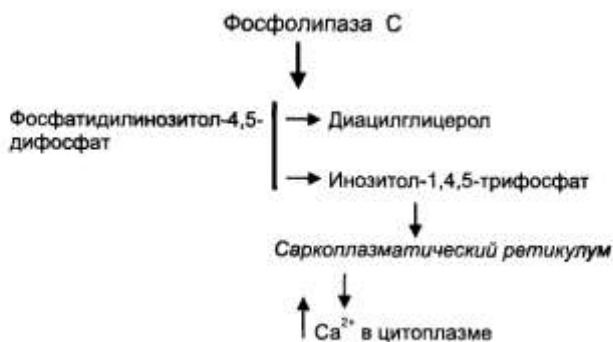 Фосфолипаза С
Фосфатидилинозитол-4,5-
дифосфат
Диацилглицерол
Инозитол-1,4,5-трифосфат
Саркоплазматический ретикулум
Ca²⁺ в цитоплазме